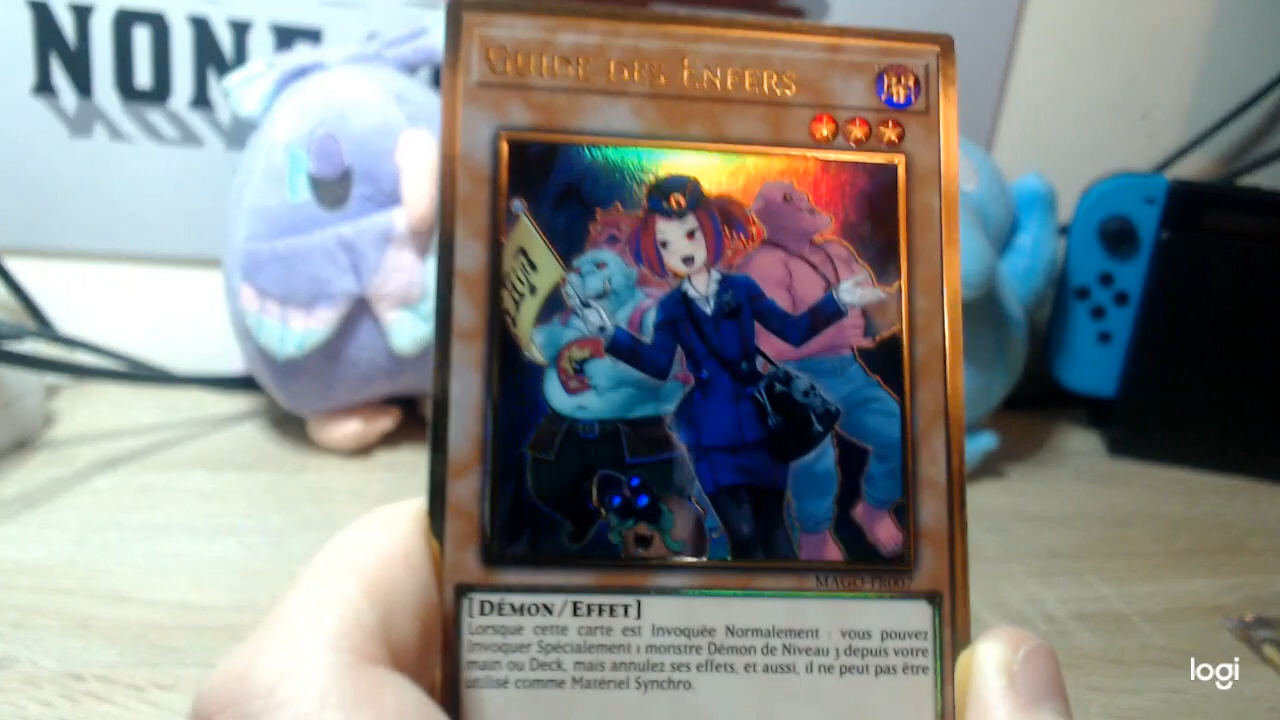 NON
GUIDE DES ENFERS
MAGO-FR007
[DÉMON/EFFET]
Lorsque cette carte est Invoquée Normalement : vous pouvez
Invoquer Spécialement 1 monstre Démon de Niveau 3 depuis votre
main ou Deck, mais annulez ses effets, et aussi, il ne peut pas être
utilisé comme Matériel Synchro.
logi